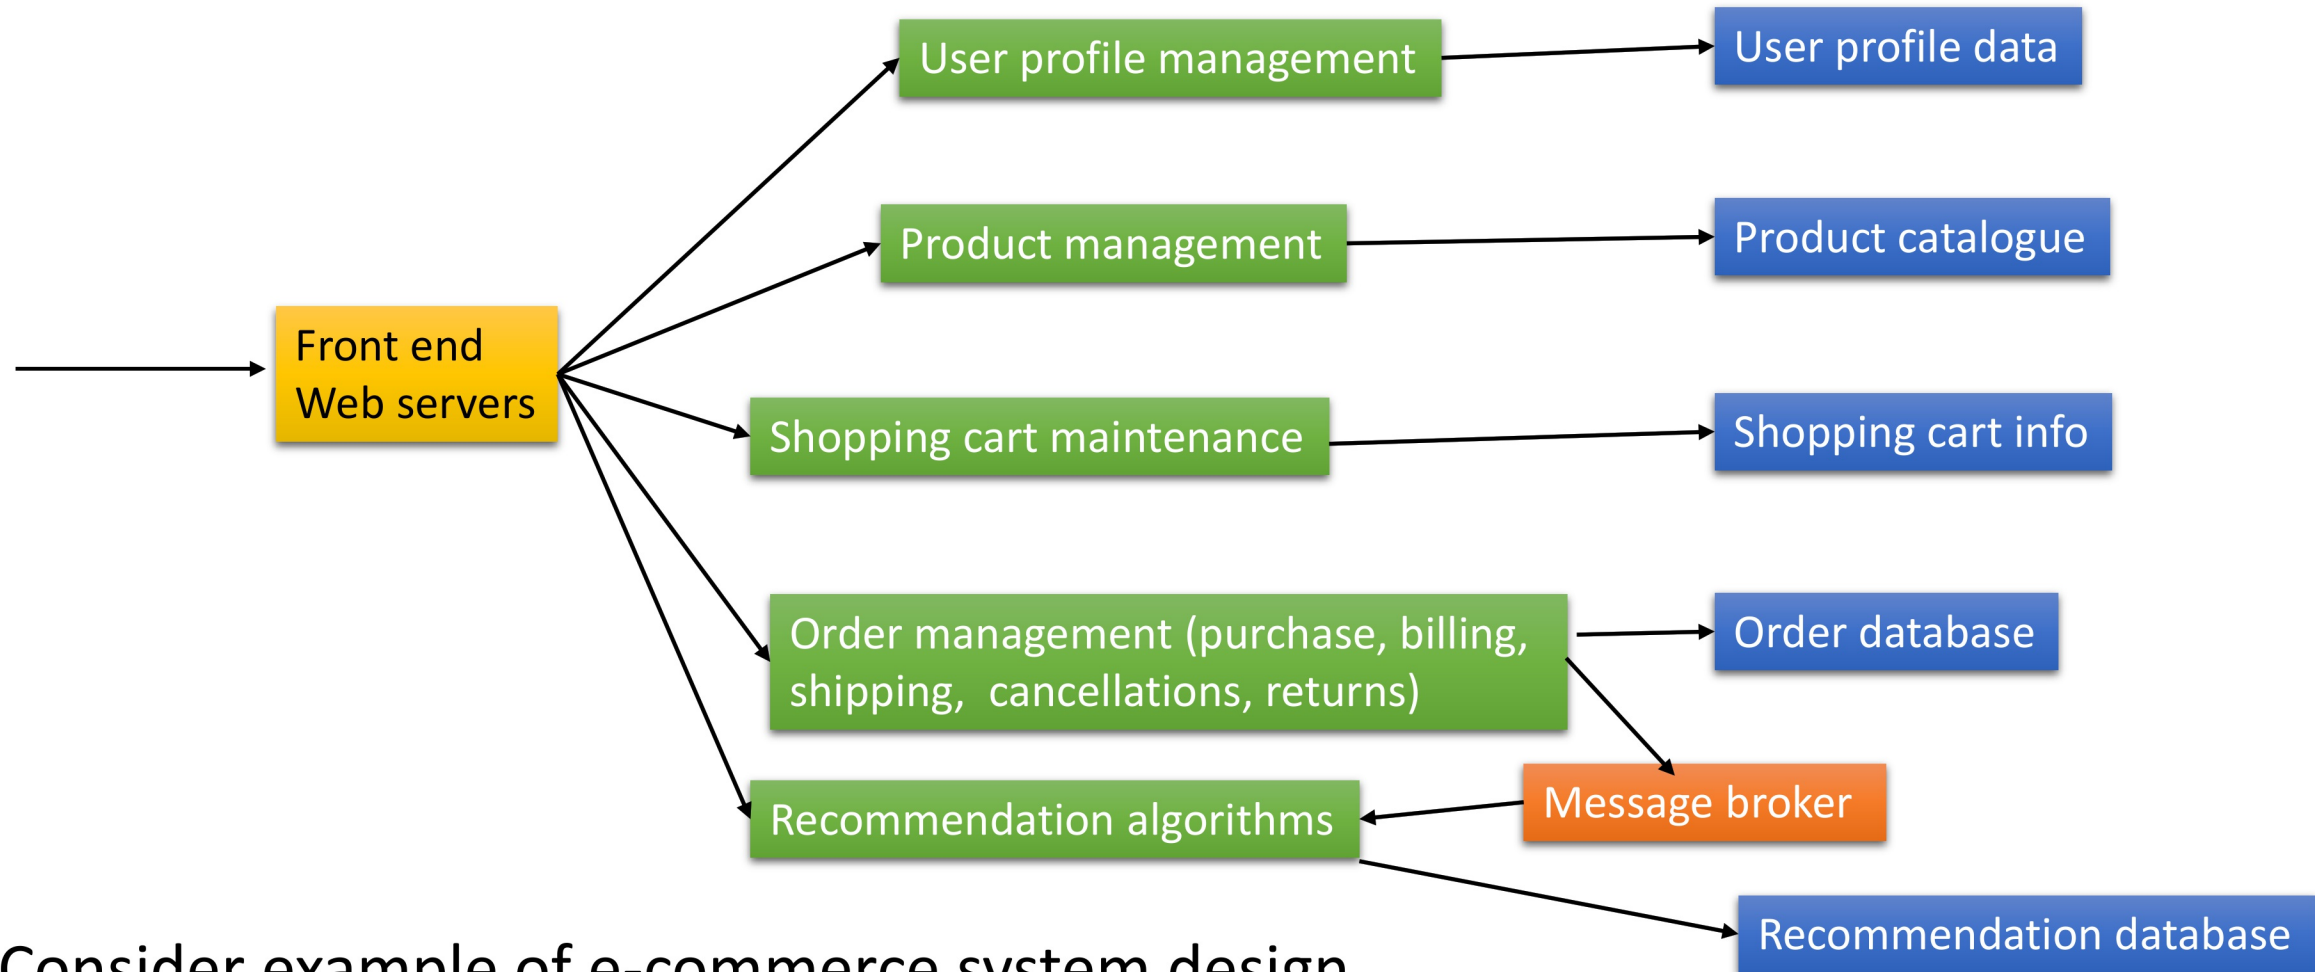 User profile management
User profile data
Product management
Product catalogue
Front end
Web servers
Shopping cart maintenance
Shopping cart info
Order management (purchase, billing,
shipping,  cancellations, returns)
Order database
Message broker
Recommendation algorithms
Recommendation database
Consider example of e-commerce system design